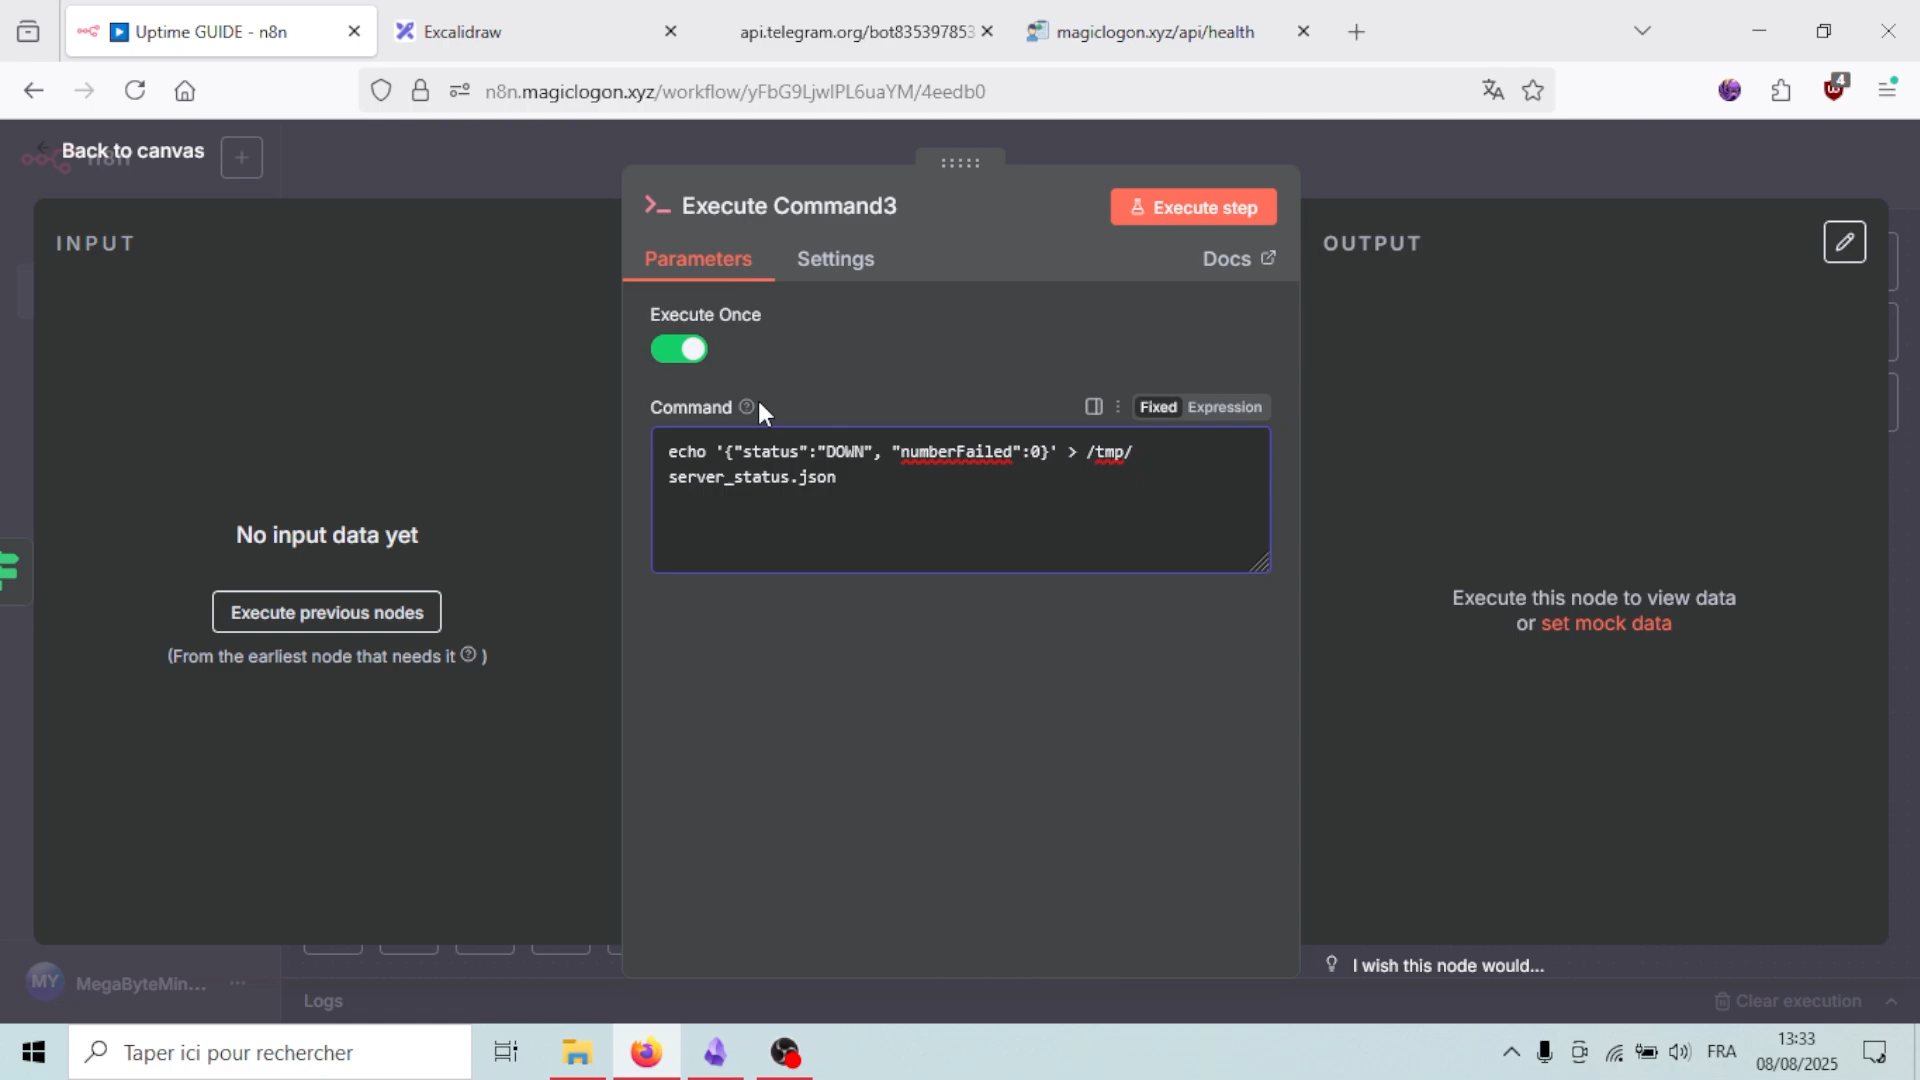 Uptime GUIDE - n8n
Excalidraw
api.telegram.org/bot835397853
magiclogon.xyz/api/health
n8n.magiclogon.xyz/workflow/yFbG9LjwIPL6uaYM/4eedb0
4
Back to canvas
n8n
INPUT
Execute Command3
Execute step
OUTPUT
Parameters
Settings
Docs
Execute Once
Command
Fixed
Expression
echo '{"status":"DOWN", "numberFailed":0}' > /tmp/
server_status.json
No input data yet
Execute previous nodes
(From the earliest node that needs it ? )
Execute this node to view data
or set mock data
I wish this node would...
MY
MegaByteMin...
Logs
Clear execution
Taper ici pour rechercher
FRA
13:33
08/08/2025